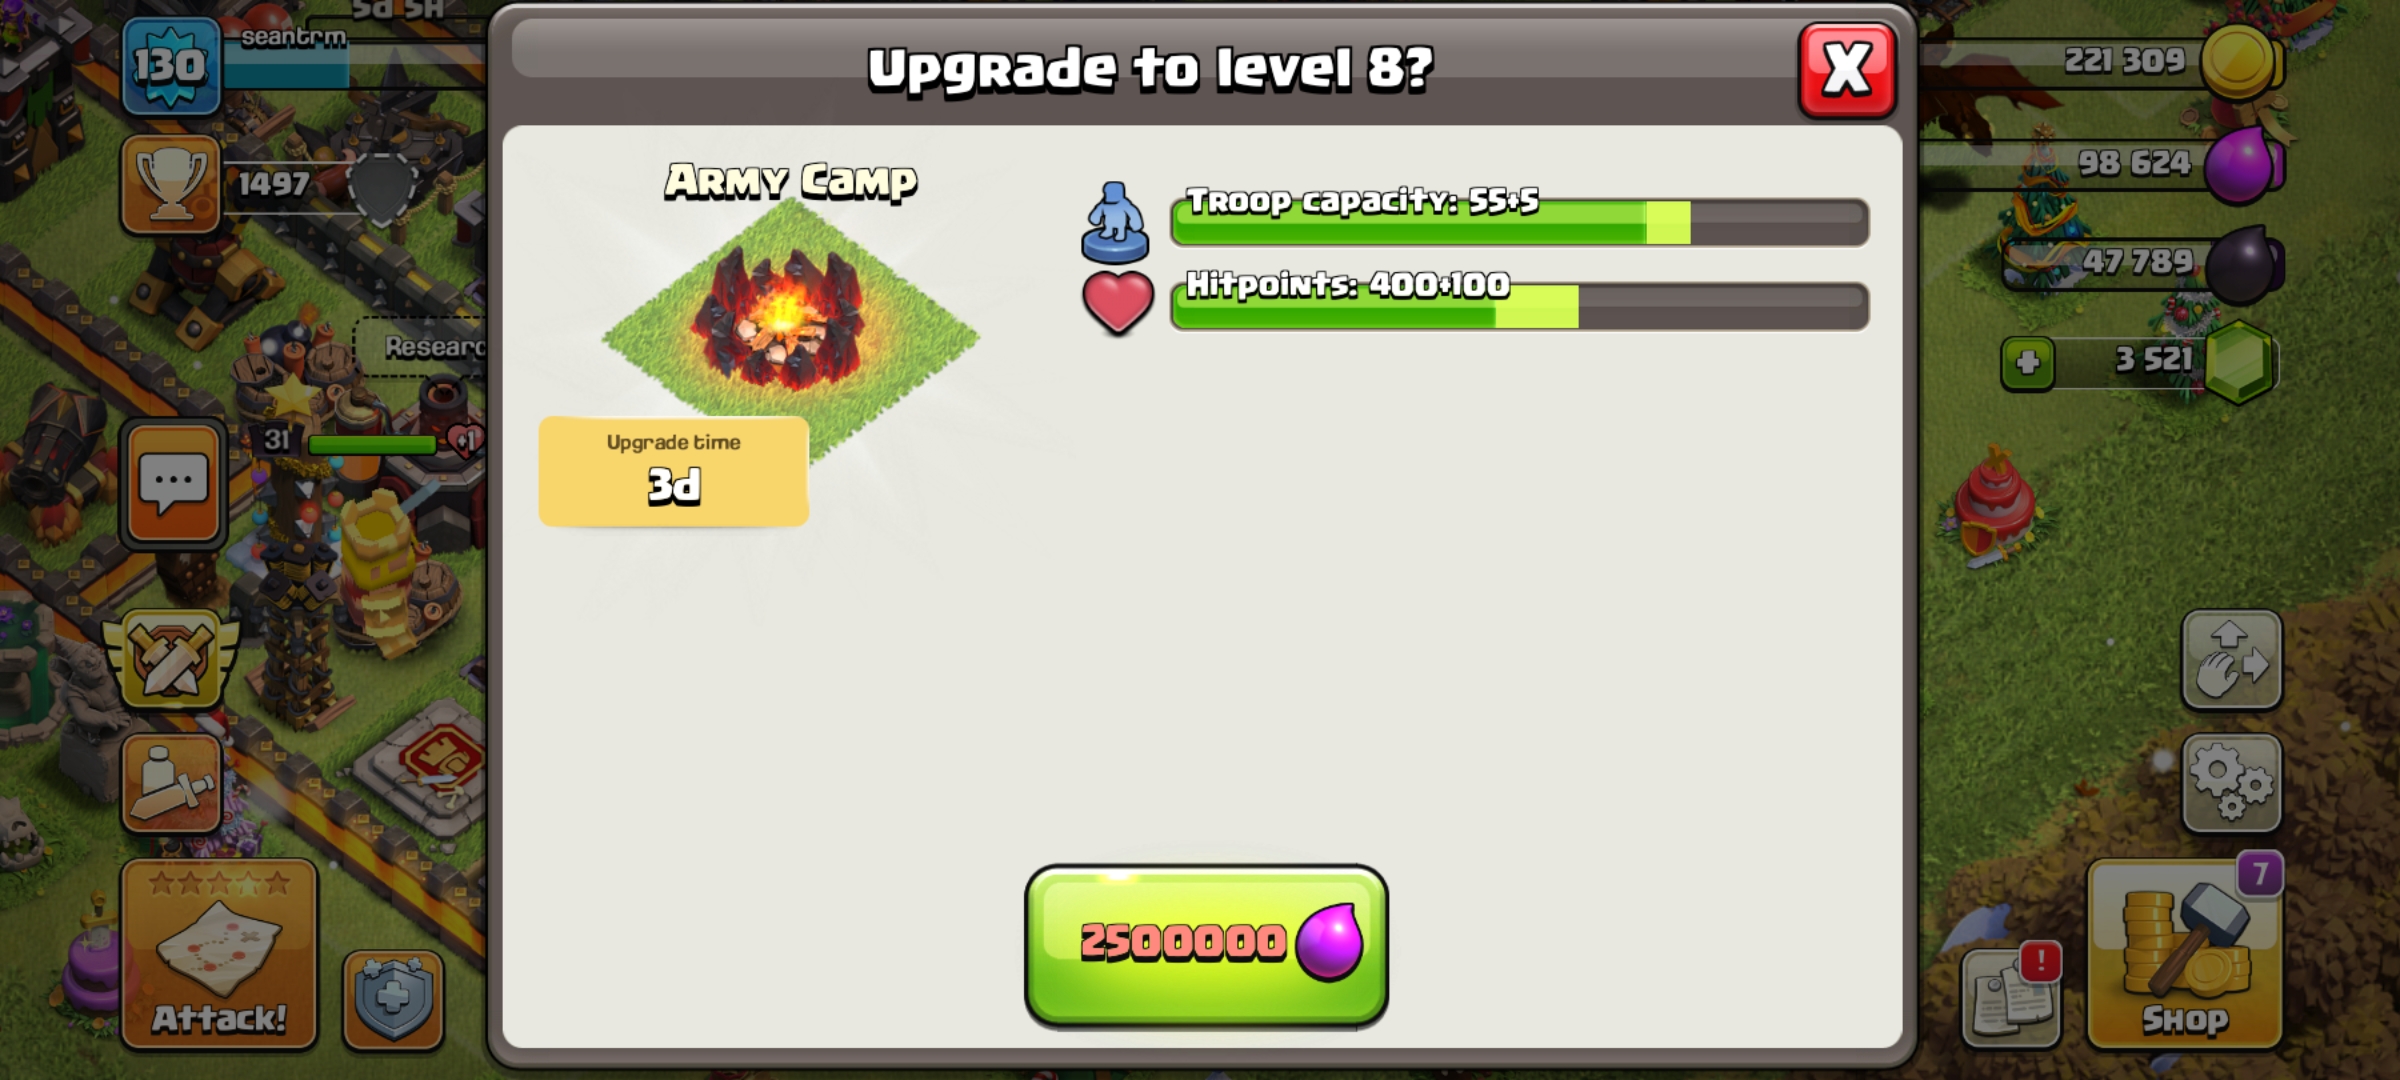 5d 5H
130
seantrm
1497
31
+1
Attack!
Upgrade to level 8?
X
Army Camp
Upgrade time
3d
Troop capacity: 55+5
Hitpoints: 400+100
2500000
221 309
98 624
47 789
3 521
7
!
Shop